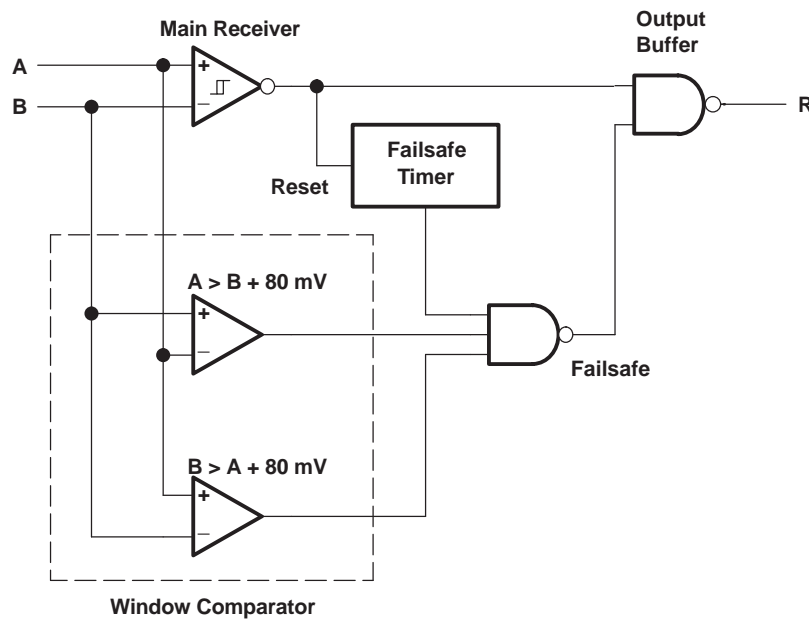 Main Receiver
Output
Buffer
A
B
+
–
R
Failsafe
Timer
Reset
A > B + 80 mV
+
–
Failsafe
B > A + 80 mV
+
–
Window Comparator